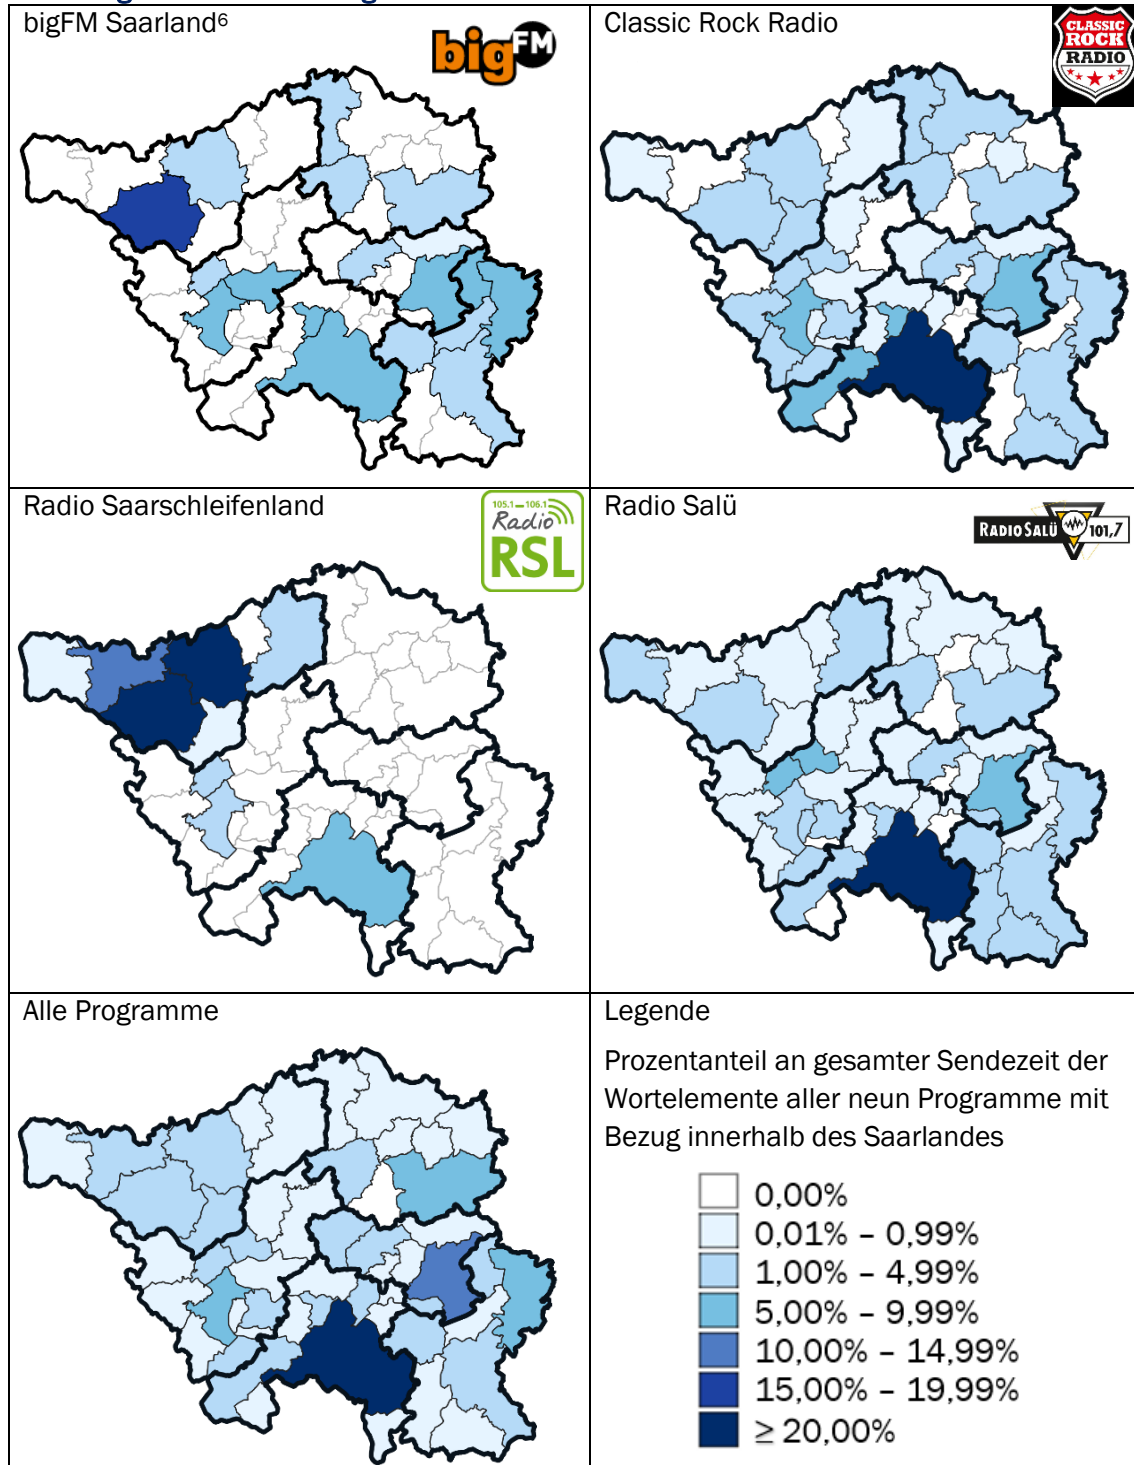 bigFM Saarland⁶
bigFM
Classic Rock Radio
CLASSIC
ROCK
RADIO
Radio Saarschleifenland
105.1 – 106.1
Radio
RSL
Radio Salü
RADIO SALÜ 101,7
Alle Programme
Legende
Prozentanteil an gesamter Sendezeit der
Wortelemente aller neun Programme mit
Bezug innerhalb des Saarlandes
0,00%
0,01% – 0,99%
1,00% – 4,99%
5,00% – 9,99%
10,00% – 14,99%
15,00% – 19,99%
≥ 20,00%